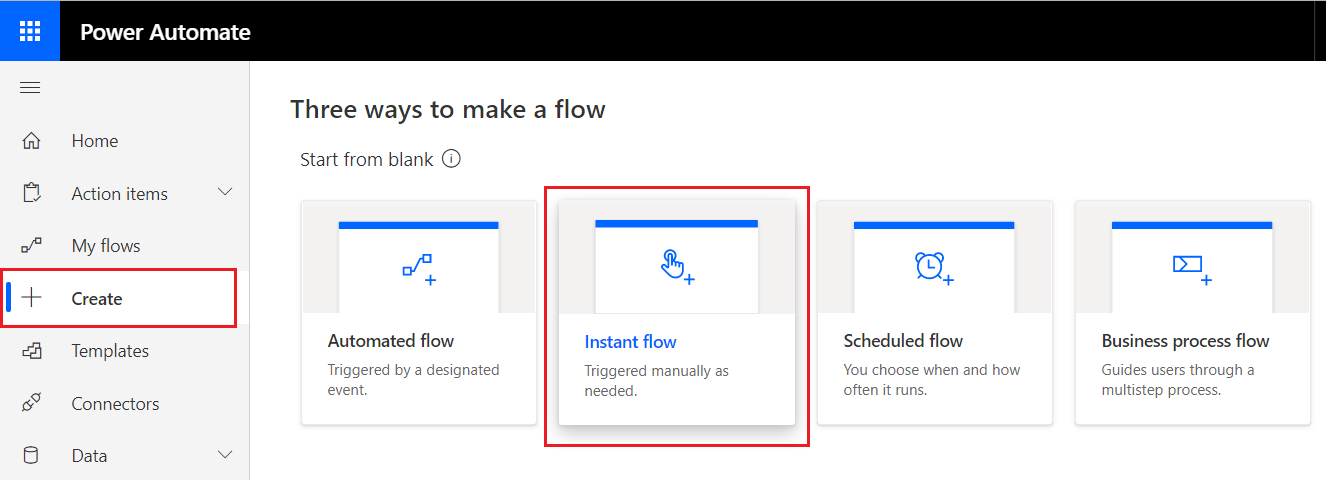 Power Automate
Home
Action items
My flows
Create
Templates
Connectors
Data
Three ways to make a flow
Start from blank
Automated flow
Triggered by a designated
event.
Instant flow
Triggered manually as
needed.
Scheduled flow
You choose when and how
often it runs.
Business process flow
Guides users through a
multistep process.